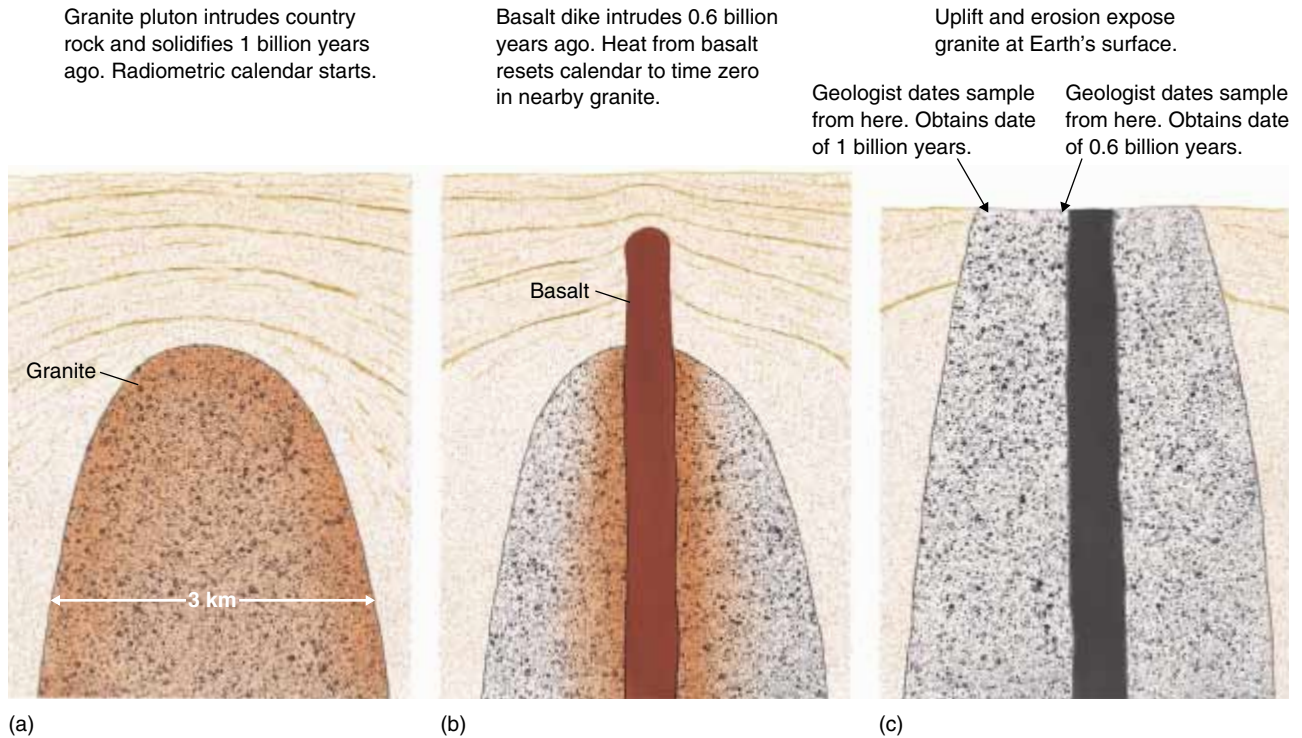 Granite pluton intrudes country
rock and solidifies 1 billion years
ago. Radiometric calendar starts.
Basalt dike intrudes 0.6 billion
years ago. Heat from basalt
resets calendar to time zero
in nearby granite.
Uplift and erosion expose
granite at Earth’s surface.
Geologist dates sample
from here. Obtains date
of 1 billion years.
Geologist dates sample
from here. Obtains date
of 0.6 billion years.
Granite
3 km
Basalt
(a)
(b)
(c)